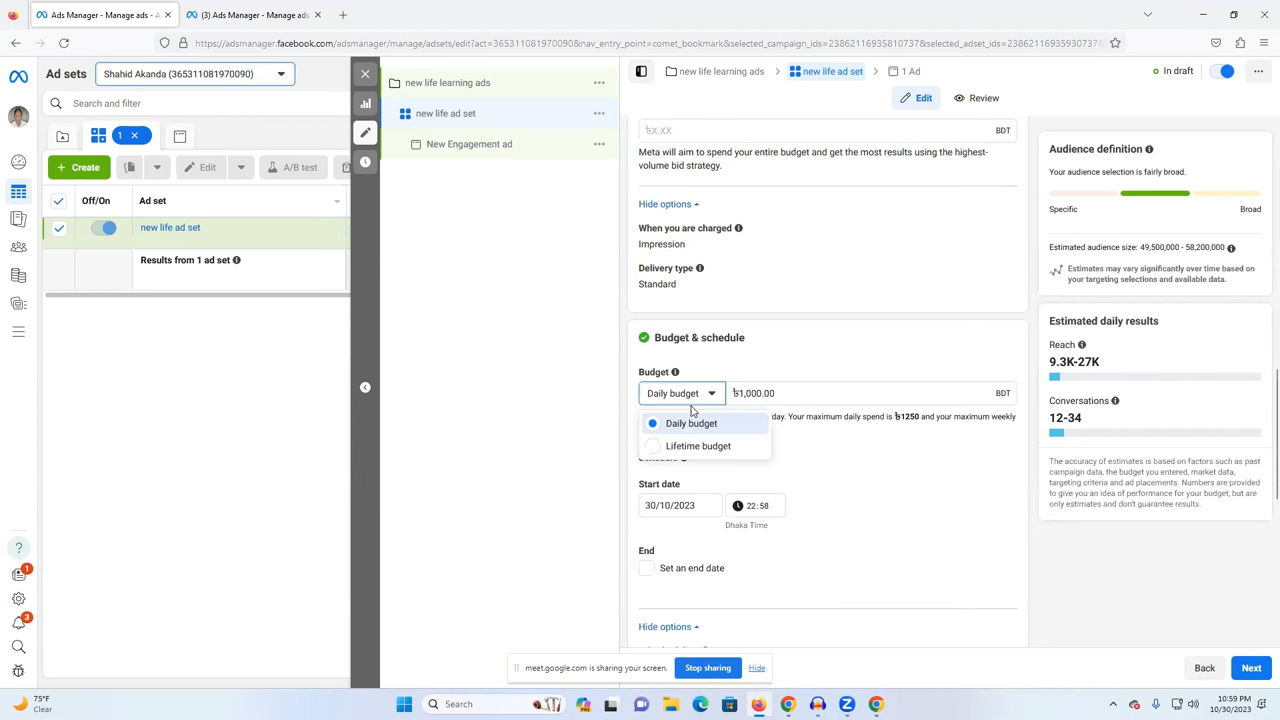 Ads Manager - Manage ads - A
(3) Ads Manager - Manage ads
https://adsmanager.facebook.com/adsmanager/manage/adsets/edit?act=365311081970090&nav_entry_point=comet_bookmark&selected_campaign_ids=23862116935810737&selected_adset_ids=23862116935930737
Ad sets
Shahid Akanda (365311081970090)
Search and filter
1
Create
Edit
A/B test
Off/On
Ad set
new life ad set
Results from 1 ad set
new life learning ads
new life ad set
New Engagement ad
new life learning ads
new life ad set
1 Ad
In draft
Edit
Review
৳X.XX
BDT
Meta will aim to spend your entire budget and get the most results using the highest-
volume bid strategy.
Hide options
When you are charged
Impression
Delivery type
Standard
Budget & schedule
Budget
Daily budget
৳1,000.00
BDT
day. Your maximum daily spend is ৳1250 and your maximum weekly
Daily budget
Lifetime budget
Start date
30/10/2023
22:58
Dhaka Time
End
Set an end date
Hide options
Audience definition
Your audience selection is fairly broad.
Specific
Broad
Estimated audience size: 49,500,000 - 58,200,000
Estimates may vary significantly over time based on
your targeting selections and available data.
Estimated daily results
Reach
9.3K-27K
Conversations
12-34
The accuracy of estimates is based on factors such as past
campaign data, the budget you entered, market data,
targeting criteria and ad placements. Numbers are provided
to give you an idea of performance for your budget, but are
only estimates and don't guarantee results.
Back
Next
meet.google.com is sharing your screen.
Stop sharing
Hide
1
3
75°F
Clear
Search
10:59 PM
10/30/2023